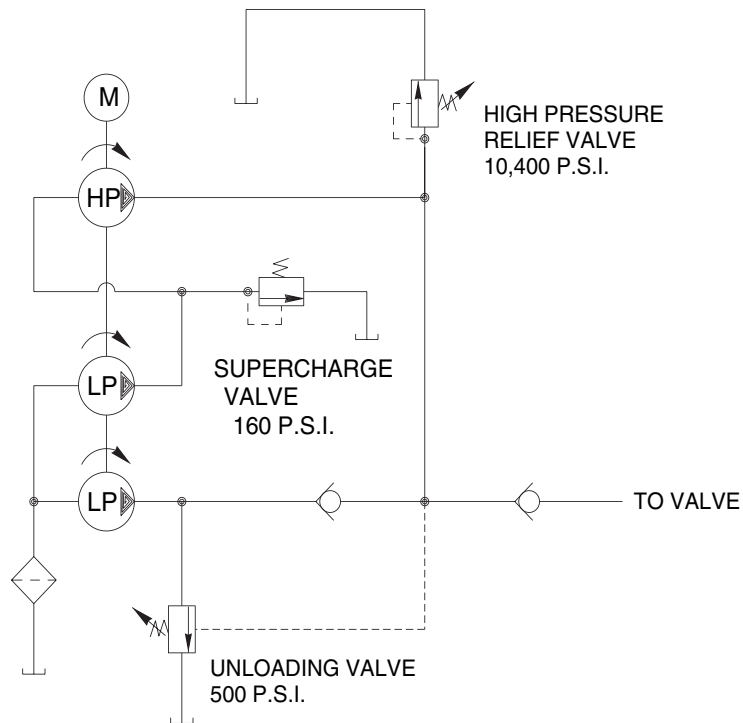 M
HIGH PRESSURE
RELIEF VALVE
10,400 P.S.I.
HP
SUPERCHARGE
VALVE
160 P.S.I.
LP
LP
TO VALVE
UNLOADING VALVE
500 P.S.I.